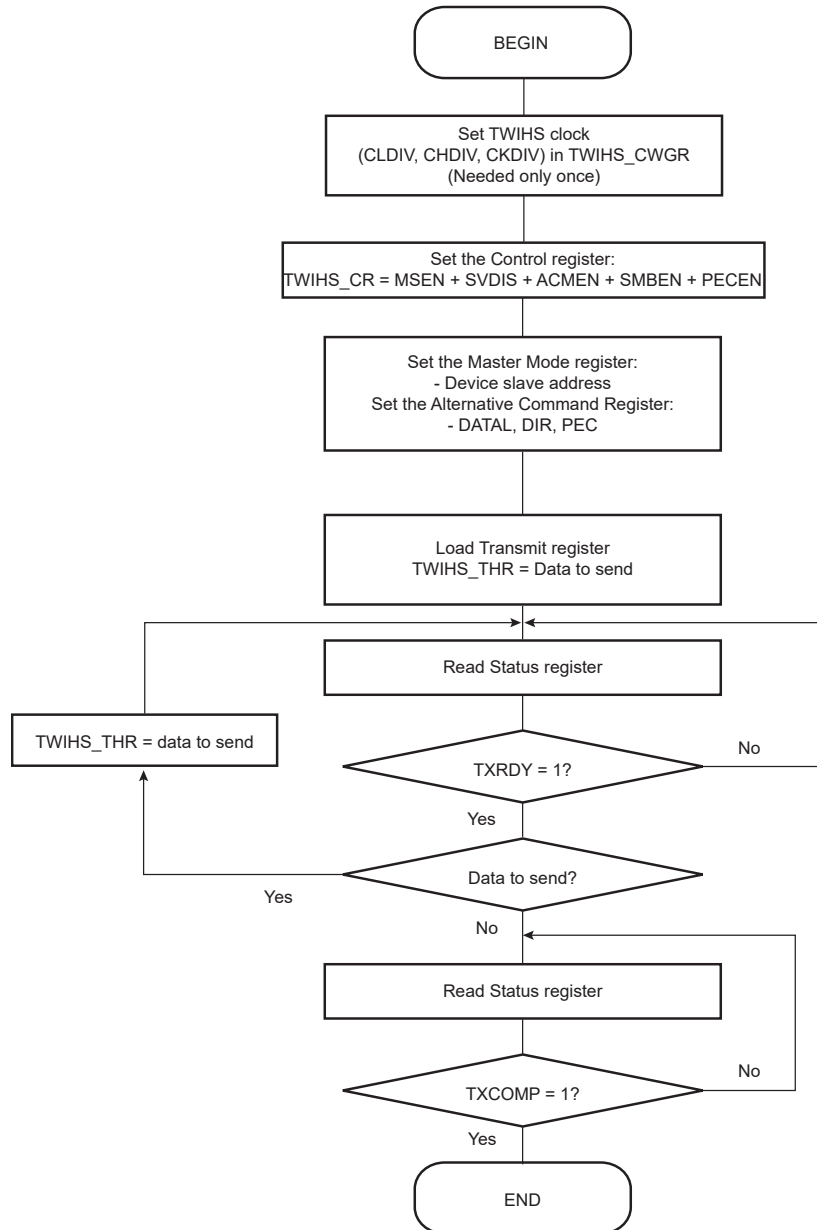 BEGIN
Set TWIHS clock
(CLDIV, CHDIV, CKDIV) in TWIHS_CWGR
(Needed only once)
Set the Control register:
TWIHS_CR = MSEN + SVDIS + ACMEN + SMBEN + PECEN
Set the Master Mode register:
- Device slave address
Set the Alternative Command Register:
- DATAL, DIR, PEC
Load Transmit register
TWIHS_THR = Data to send
Read Status register
TWIHS_THR = data to send
TXRDY = 1?
No
Yes
Data to send?
Yes
No
Read Status register
TXCOMP = 1?
No
Yes
END